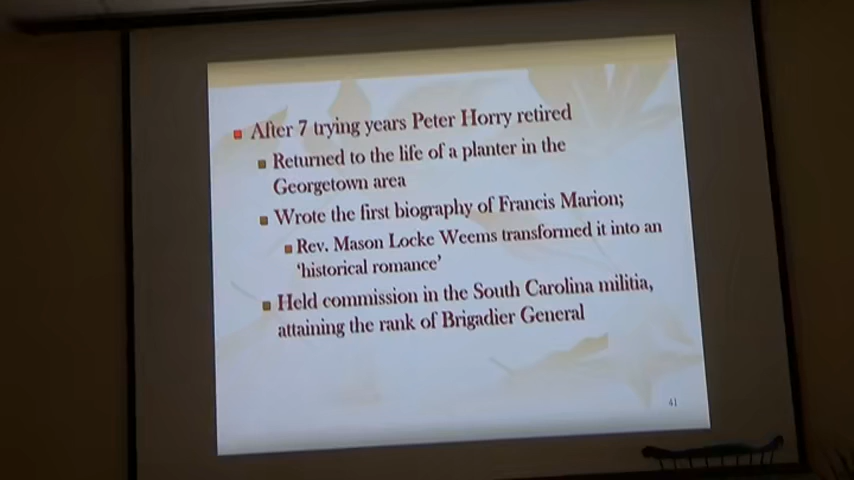 After 7 trying years Peter Horry retired
Returned to the life of a planter in the
Georgetown area
Wrote the first biography of Francis Marion;
Rev. Mason Locke Weems transformed it into an
'historical romance'
Held commission in the South Carolina militia,
attaining the rank of Brigadier General
41